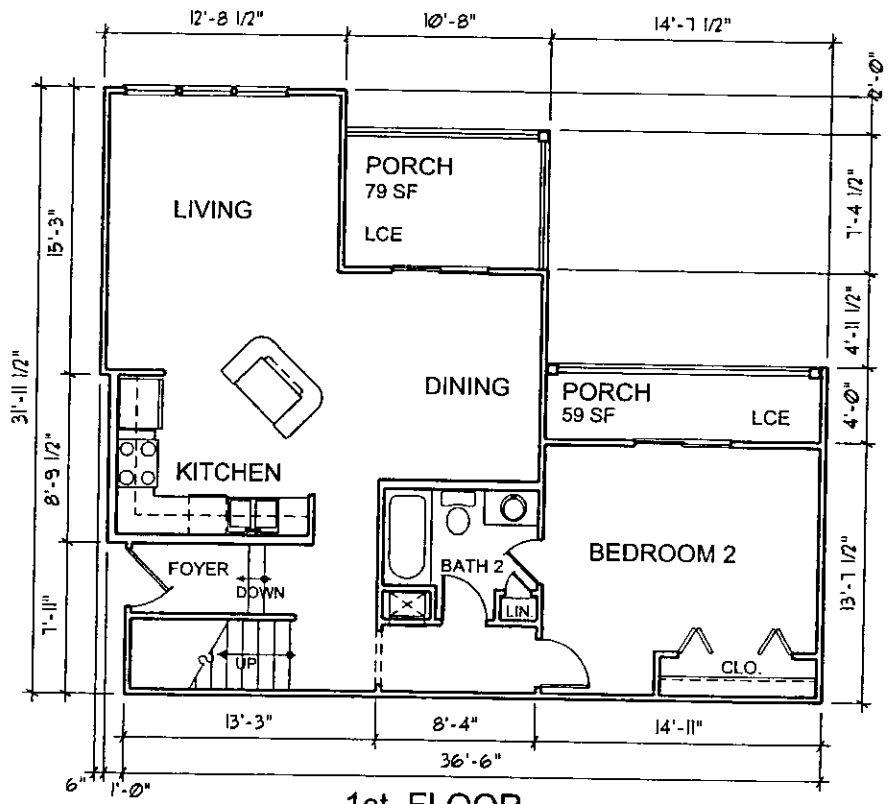 12'-8 1/2"
10'-8"
14'-7 1/2"
2'-0"
PORCH
79 SF
LCE
LIVING
15'-3"
7'-4 1/2"
31'-11 1/2"
4'-11 1/2"
DINING
PORCH
59 SF
LCE
4'-0"
8'-9 1/2"
KITCHEN
BATH 2
BEDROOM 2
13'-7 1/2"
FOYER
DOWN
7'-11"
LIN.
UP
CLO.
13'-3"
8'-4"
14'-11"
36'-6"
6"
1'-0"
1st FLOOR